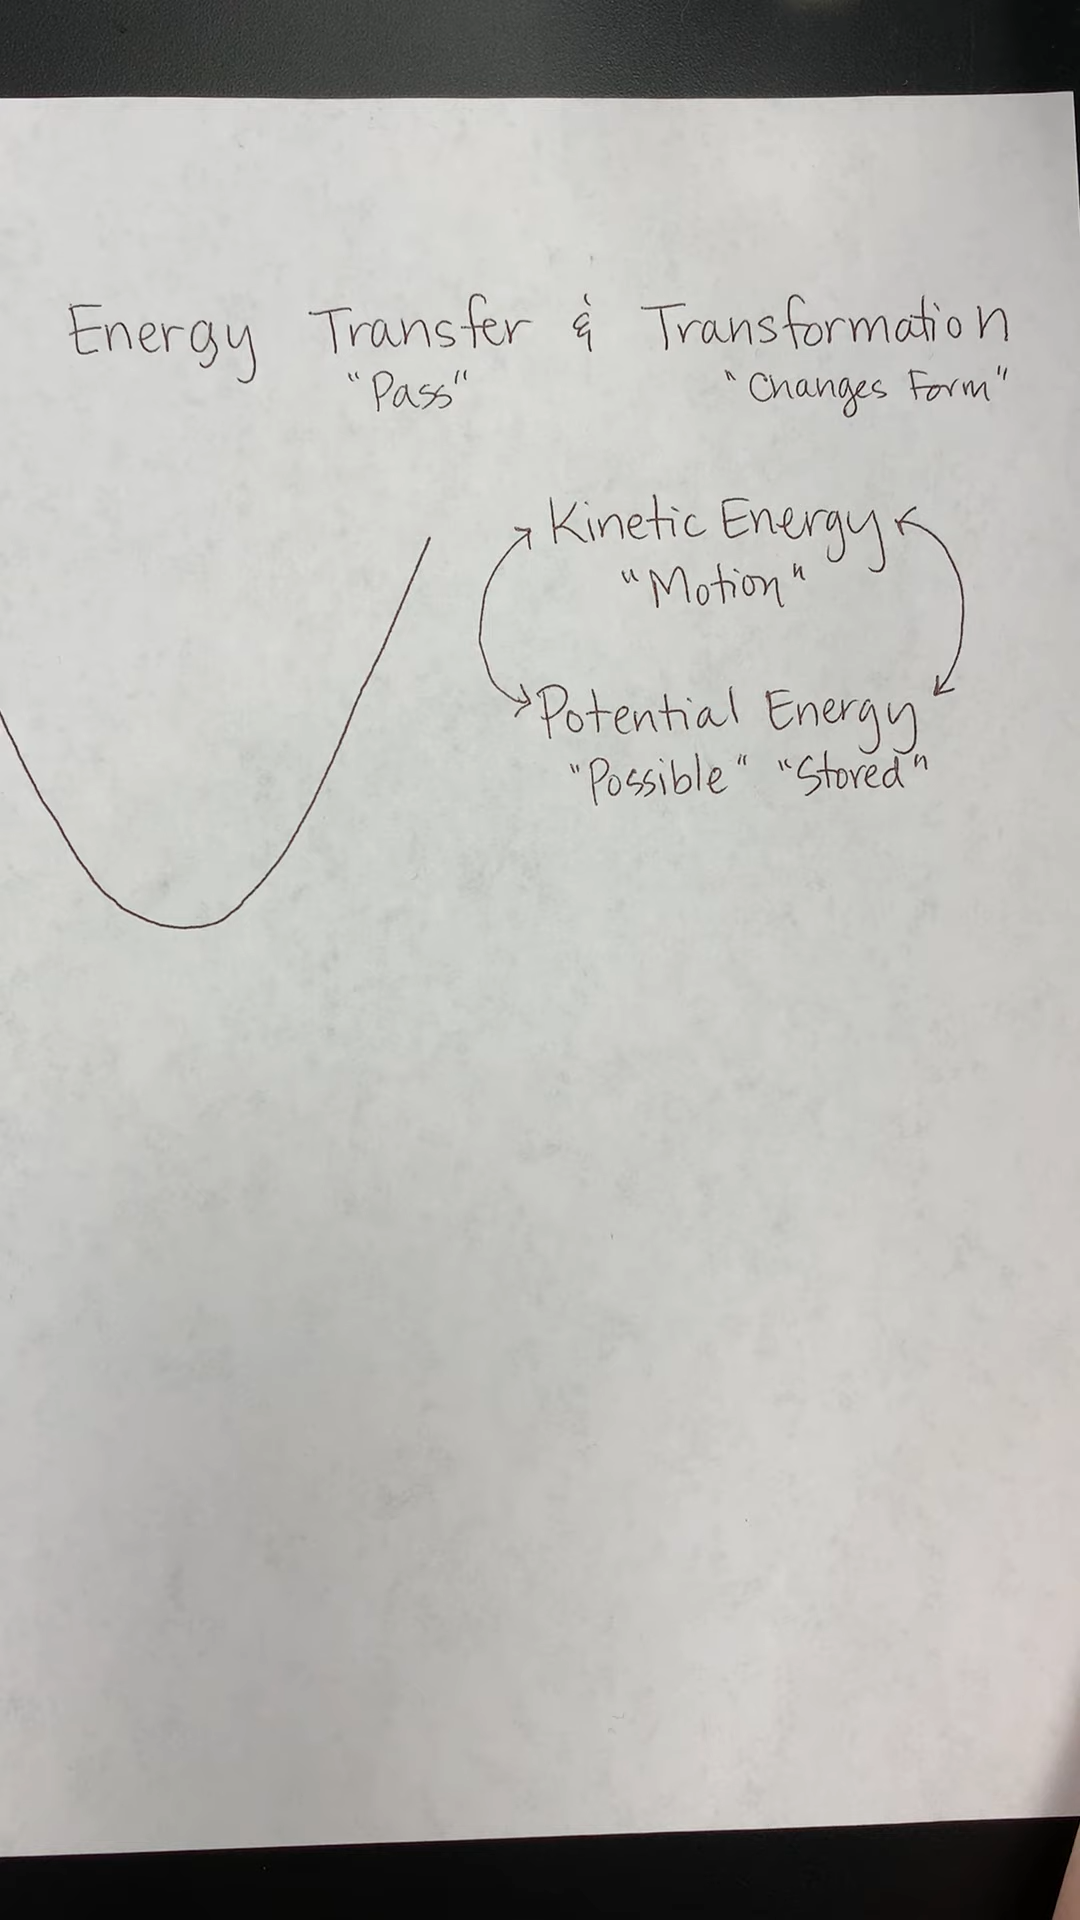 Energy Transfer & Transformation
"Pass" "Changes Form"
Kinetic Energy
"Motion"
Potential Energy
"Possible" "Stored"